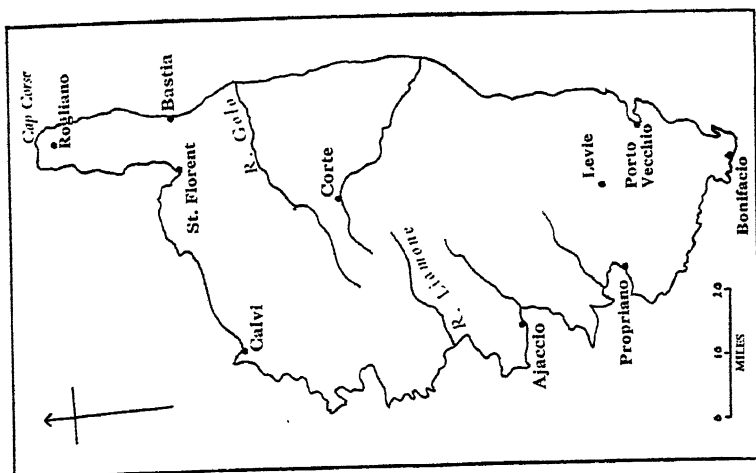 Cap Corse
Rogliano
Bastia
St. Florent
R. Golo
Calvi
Corte
R. Liamone
Ajaccio
Levie
Porto
Vecchio
Propriano
Bonifacio
0 10 20
MILES